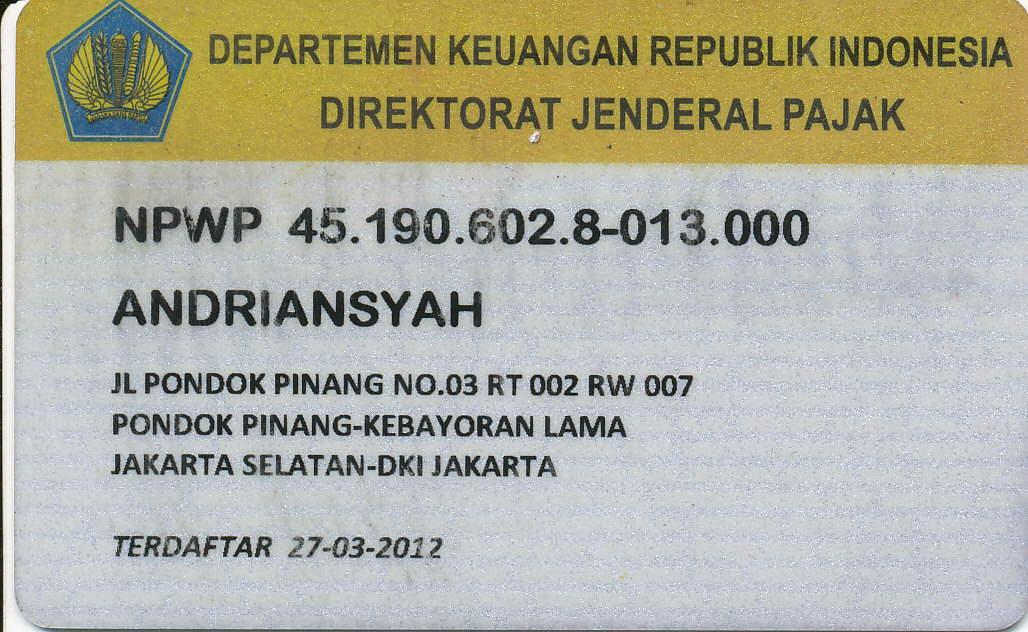 DEPARTEMEN KEUANGAN REPUBLIK INDONESIA
DIREKTORAT JENDERAL PAJAK
NPWP 45.190.602.8-013.000
ANDRIANSYAH
JL PONDOK PINANG NO.03 RT 002 RW 007
PONDOK PINANG-KEBAYORAN LAMA
JAKARTA SELATAN-DKI JAKARTA
TERDAFTAR 27-03-2012